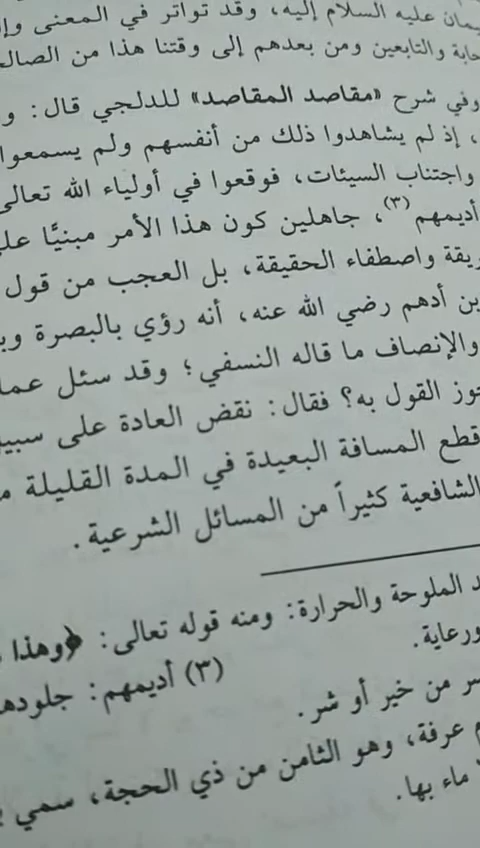 يمان عليه السلام إليه، وقد تواتر في المعنى وإن
حابة والتابعين ومن بعدهم إلى وقتنا هذا من الصالح
وفي شرح «مقاصد المقاصد» للدلجي قال: و
، إذ لم يشاهدوا ذلك من أنفسهم ولم يسمعوا
واجتناب السيئات، فوقعوا في أولياء الله تعالى
أديمهم(٣)، جاهلين كون هذا الأمر مبنيًّا على
ريقة واصطفاء الحقيقة، بل العجب من قول
بن أدهم رضي الله عنه، أنه رؤي بالبصرة وب
والإنصاف ما قاله النسفي؛ وقد سئل عما
جوز القول به؟ فقال: نقض العادة على سبيل
قطع المسافة البعيدة في المدة القليلة م
الشافعية كثيراً من المسائل الشرعية.
د الملوحة والحرارة: ومنه قوله تعالى: ﴿وهذا
ورعاية.
(٣) أديمهم: جلودهم
سر من خير أو شر.
م عرفة، وهو الثامن من ذي الحجة، سمي ب
ماء بها.